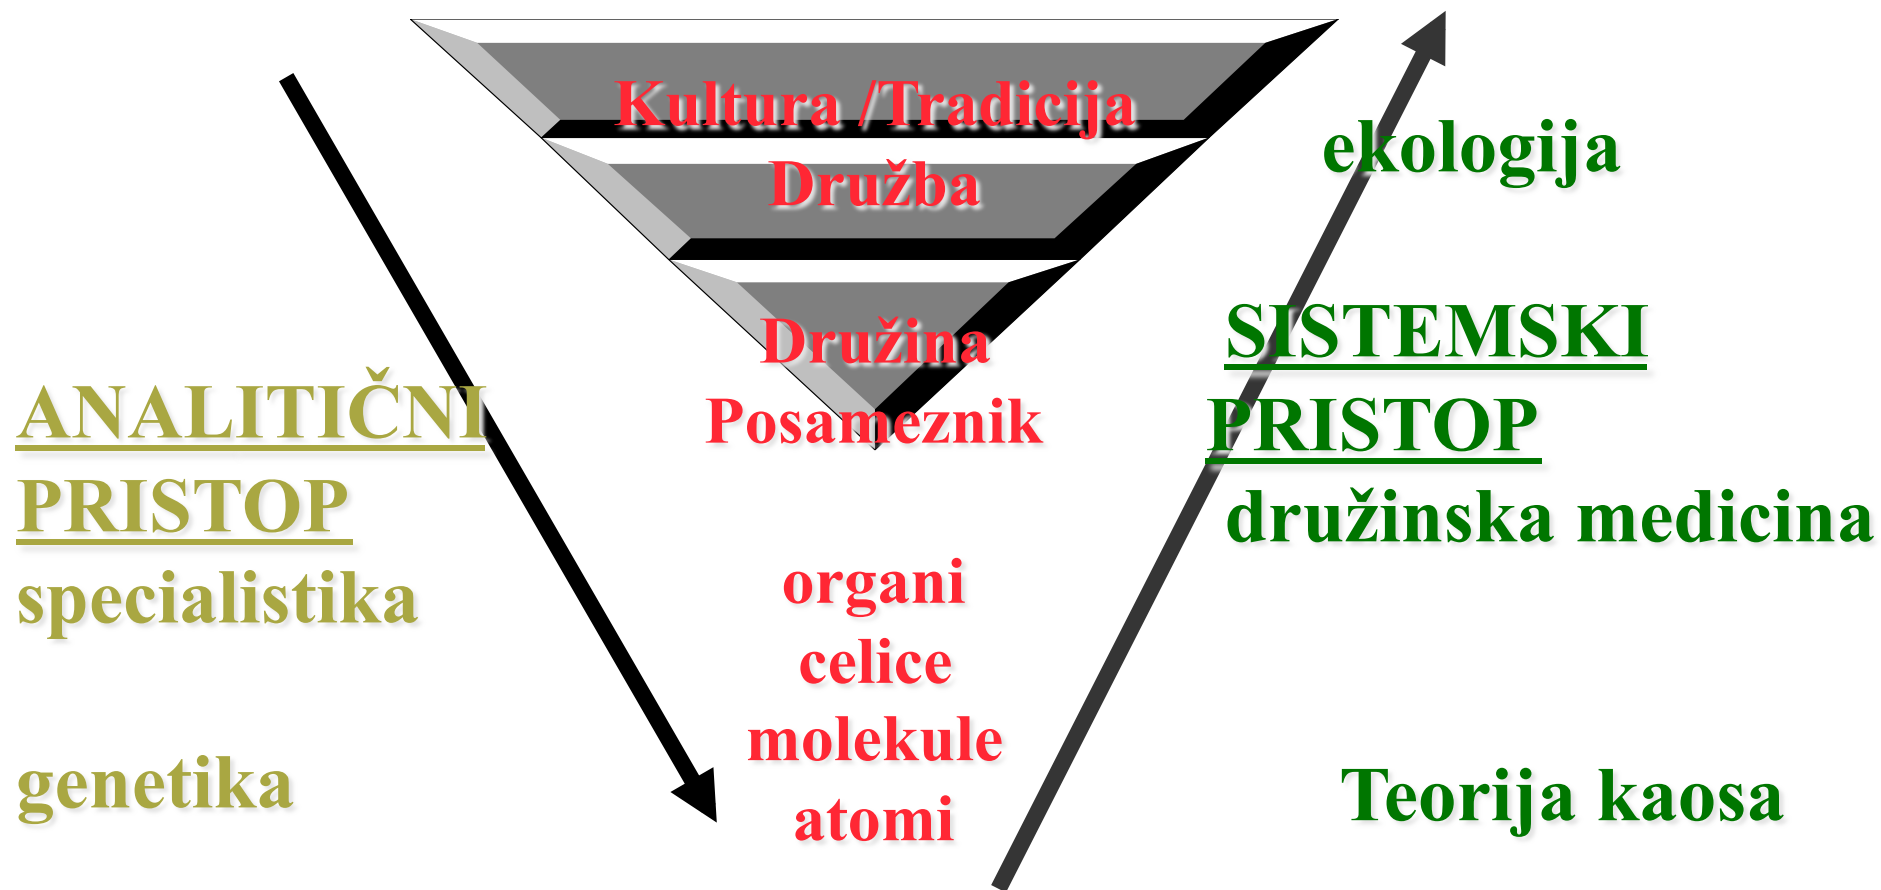 Kultura /Tradicija
Družba
Družina
Posameznik
organi
celice
molekule
atomi
ANALITIČNI
PRISTOP
specialistika
genetika
ekologija
SISTEMSKI
PRISTOP
družinska medicina
Teorija kaosa